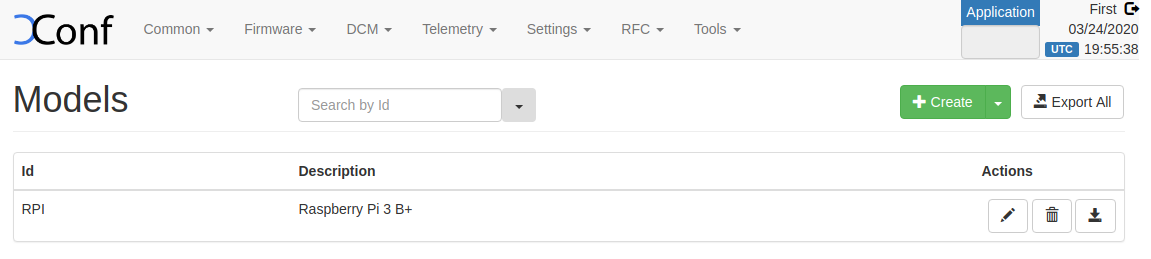 XConf Common Firmware DCM Telemetry Settings RFC Tools Application First
03/24/2020
UTC 19:55:38
Models Search by Id Create Export All
Id Description Actions
RPI Raspberry Pi 3 B+